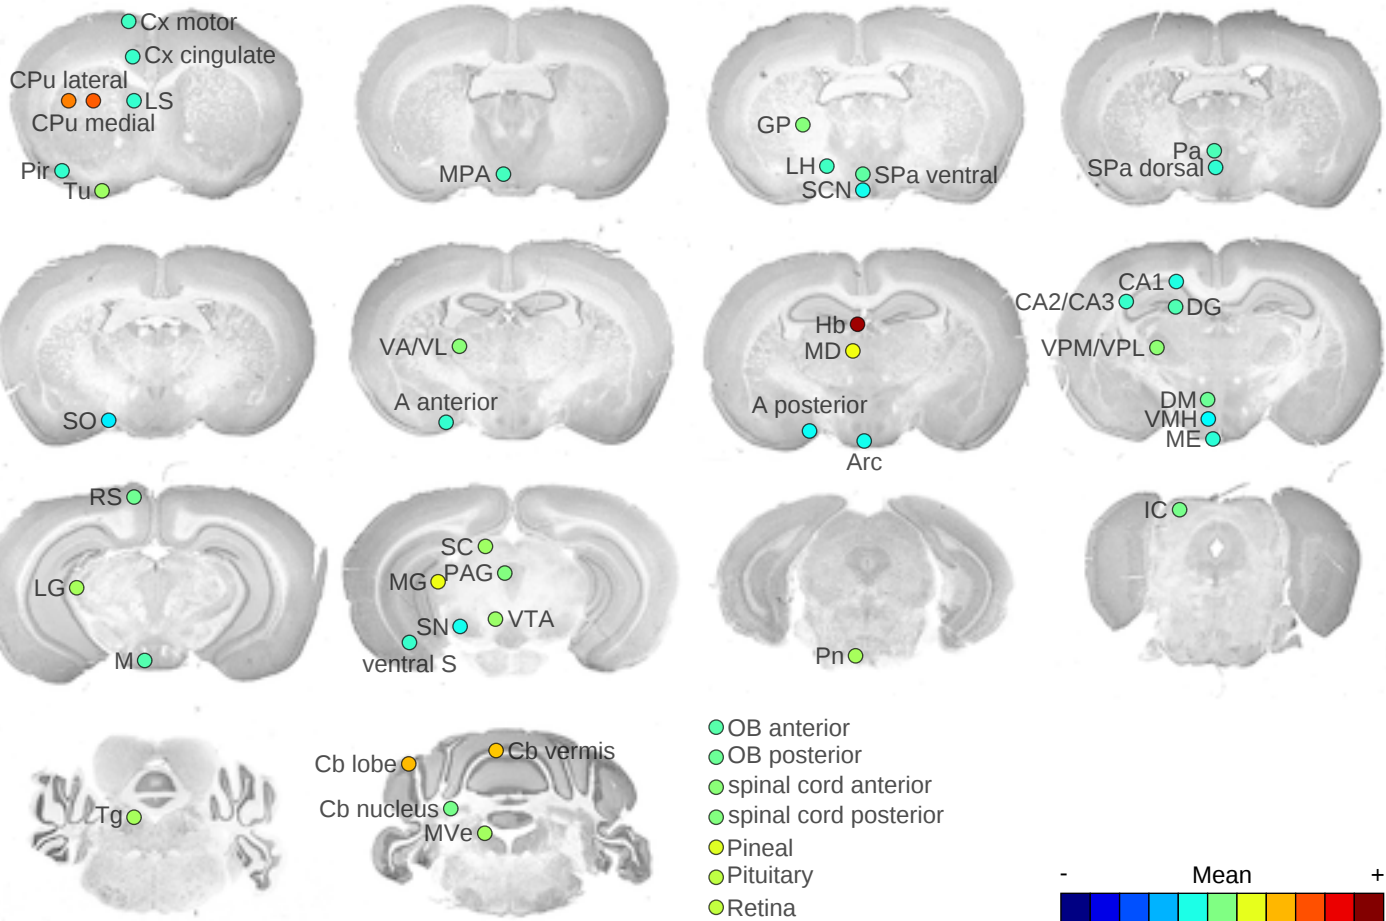 Cx motor
Cx cingulate
CPu lateral
LS
CPu medial
Pir
Tu
MPA
GP
LH
SPa ventral
SCN
Pa
SPa dorsal
SO
VA/VL
A anterior
Hb
MD
A posterior
Arc
CA1
CA2/CA3
DG
VPM/VPL
DM
VMH
ME
RS
LG
M
SC
PAG
MG
VTA
SN
ventral S
Pn
IC
Tg
Cb lobe
Cb vermis
Cb nucleus
MVe
OB anterior
OB posterior
spinal cord anterior
spinal cord posterior
Pineal
Pituitary
Retina
- Mean +